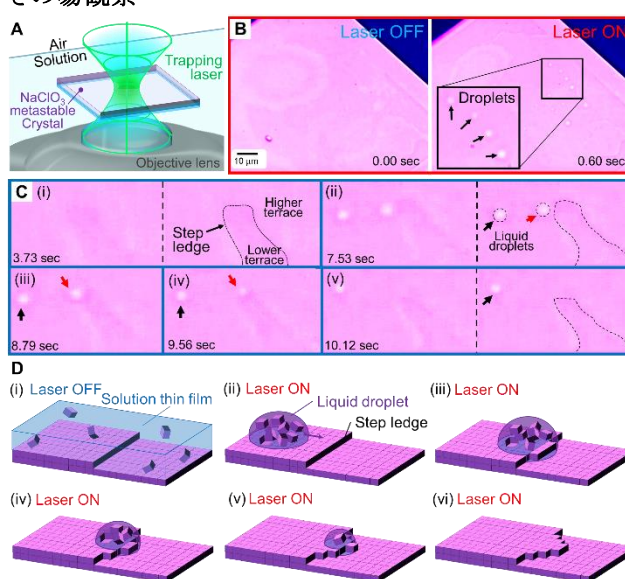 A
Air
Solution
Trapping
laser
NaClO₃
metastable
Crystal
Objective lens
B
Laser OFF
Laser ON
Droplets
10 μm
0.00 sec
0.60 sec
C (i)
Higher
terrace
Step
ledge
Lower
terrace
3.73 sec
(ii)
Liquid
droplets
7.53 sec
(iii)
8.79 sec
(iv)
9.56 sec
(v)
10.12 sec
D
(i) Laser OFF
Solution thin film
(ii) Laser ON
Liquid droplet
Step ledge
(iii) Laser ON
(iv) Laser ON
(v) Laser ON
(vi) Laser ON